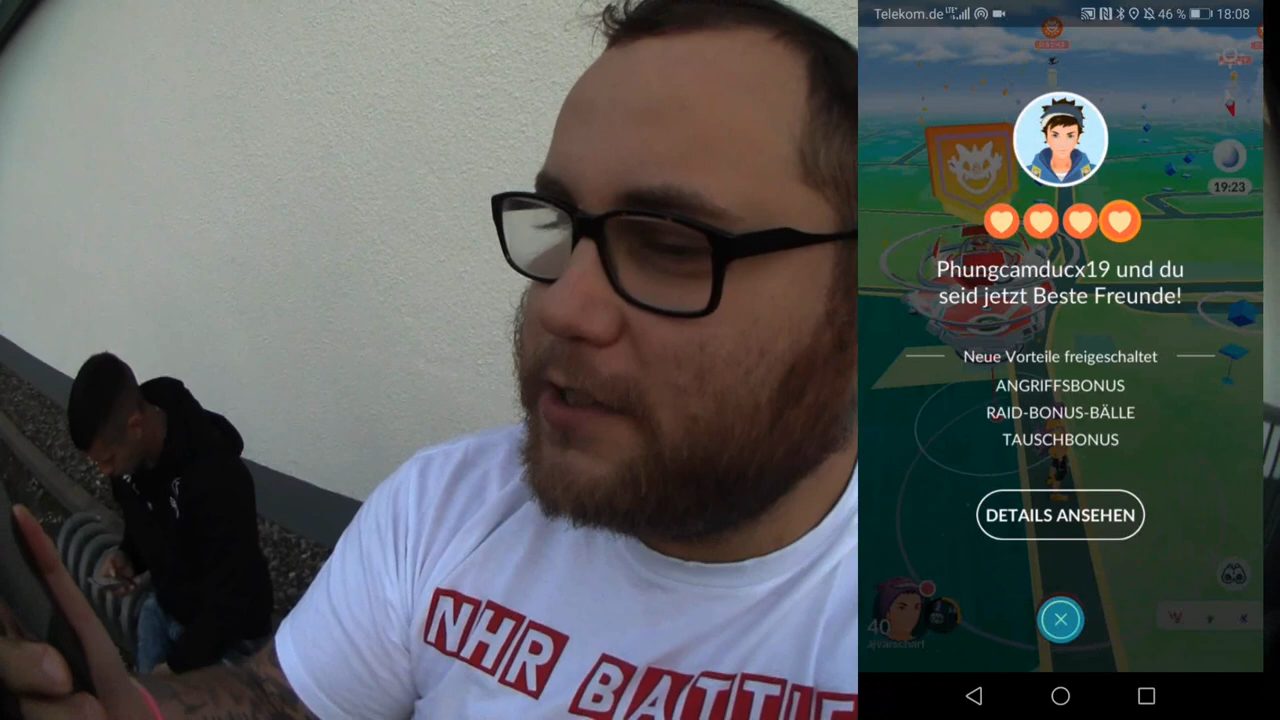 NHR BATTLE
Telekom.de
46 % 18:08
19:23
Phungcamducx19 und du
seid jetzt Beste Freunde!
Neue Vorteile freigeschaltet
ANGRIFFSBONUS
RAID-BONUS-BÄLLE
TAUSCHBONUS
DETAILS ANSEHEN
40